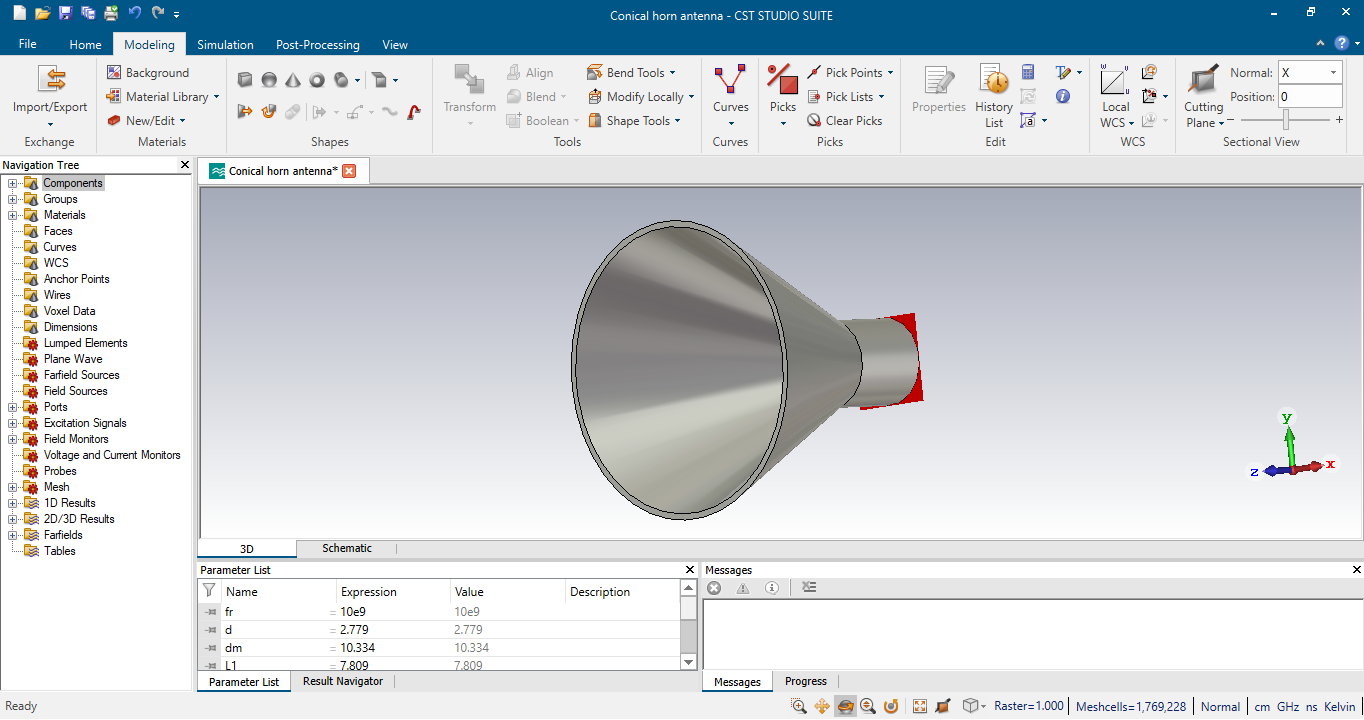 Conical horn antenna - CST STUDIO SUITE
File Home Modeling Simulation Post-Processing View
Import/Export
Exchange
Background
Material Library
New/Edit
Materials
Shapes
Transform
Align
Blend
Boolean
Bend Tools
Modify Locally
Shape Tools
Tools
Curves
Curves
Picks
Pick Points
Pick Lists
Clear Picks
Picks
Properties
History List
Edit
Local WCS
WCS
Cutting Plane
Normal: X
Position: 0
Sectional View
Navigation Tree
Components
Groups
Materials
Faces
Curves
WCS
Anchor Points
Wires
Voxel Data
Dimensions
Lumped Elements
Plane Wave
Farfield Sources
Field Sources
Ports
Excitation Signals
Field Monitors
Voltage and Current Monitors
Probes
Mesh
1D Results
2D/3D Results
Farfields
Tables
Conical horn antenna*
y
z x
3D Schematic
Parameter List
Name Expression Value Description
fr = 10e9 10e9
d = 2.779 2.779
dm = 10.334 10.334
L1 = 7.809 7.809
Parameter List Result Navigator
Messages
Messages Progress
Ready
Raster=1.000 Meshcells=1,769,228 Normal cm GHz ns Kelvin